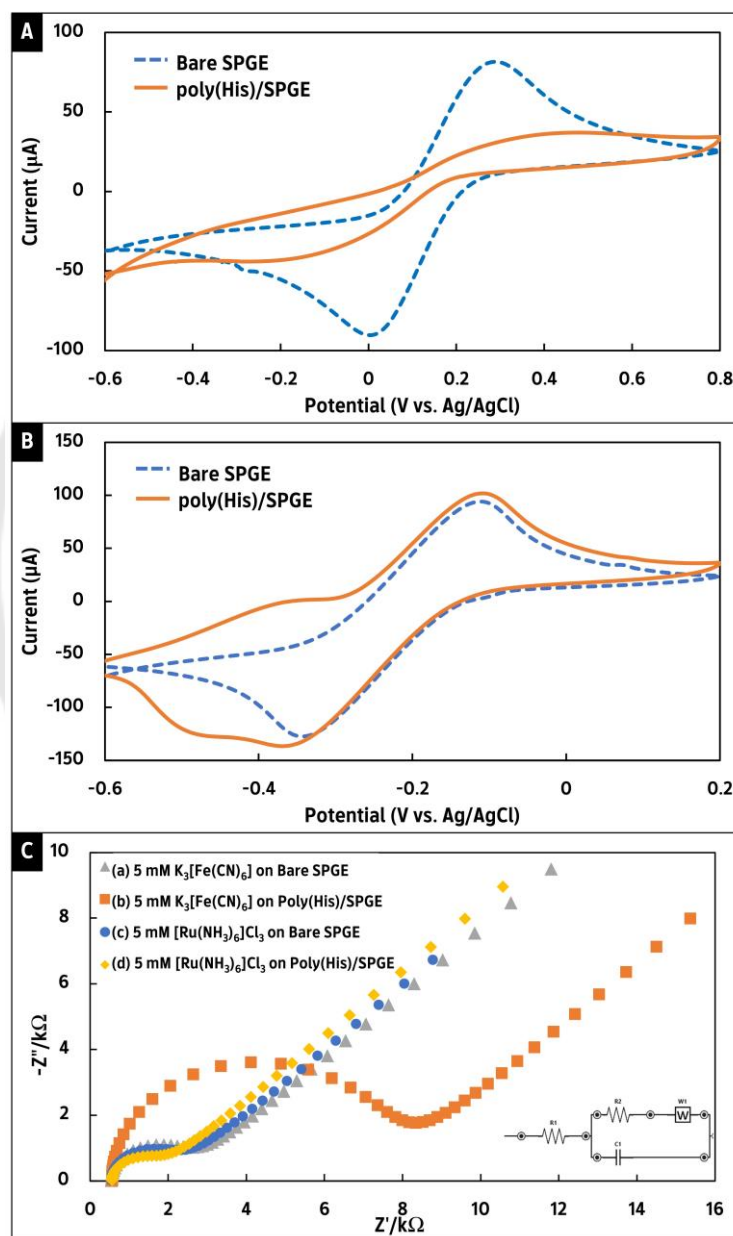 A
100
50
0
-50
-100
Current (µA)
Bare SPGE
poly(His)/SPGE
-0.6 -0.4 -0.2 0 0.2 0.4 0.6 0.8
Potential (V vs. Ag/AgCl)
B
150
100
50
0
-50
-100
-150
Current (µA)
Bare SPGE
poly(His)/SPGE
-0.6 -0.4 -0.2 0 0.2
Potential (V vs. Ag/AgCl)
C
10
8
6
4
2
0
-Z"/kΩ
(a) 5 mM K₃[Fe(CN)₆] on Bare SPGE
(b) 5 mM K₃[Fe(CN)₆] on Poly(His)/SPGE
(c) 5 mM [Ru(NH₃)₆]Cl₃ on Bare SPGE
(d) 5 mM [Ru(NH₃)₆]Cl₃ on Poly(His)/SPGE
R1 R2 W1
W
C1
0 2 4 6 8 10 12 14 16
Z'/kΩ